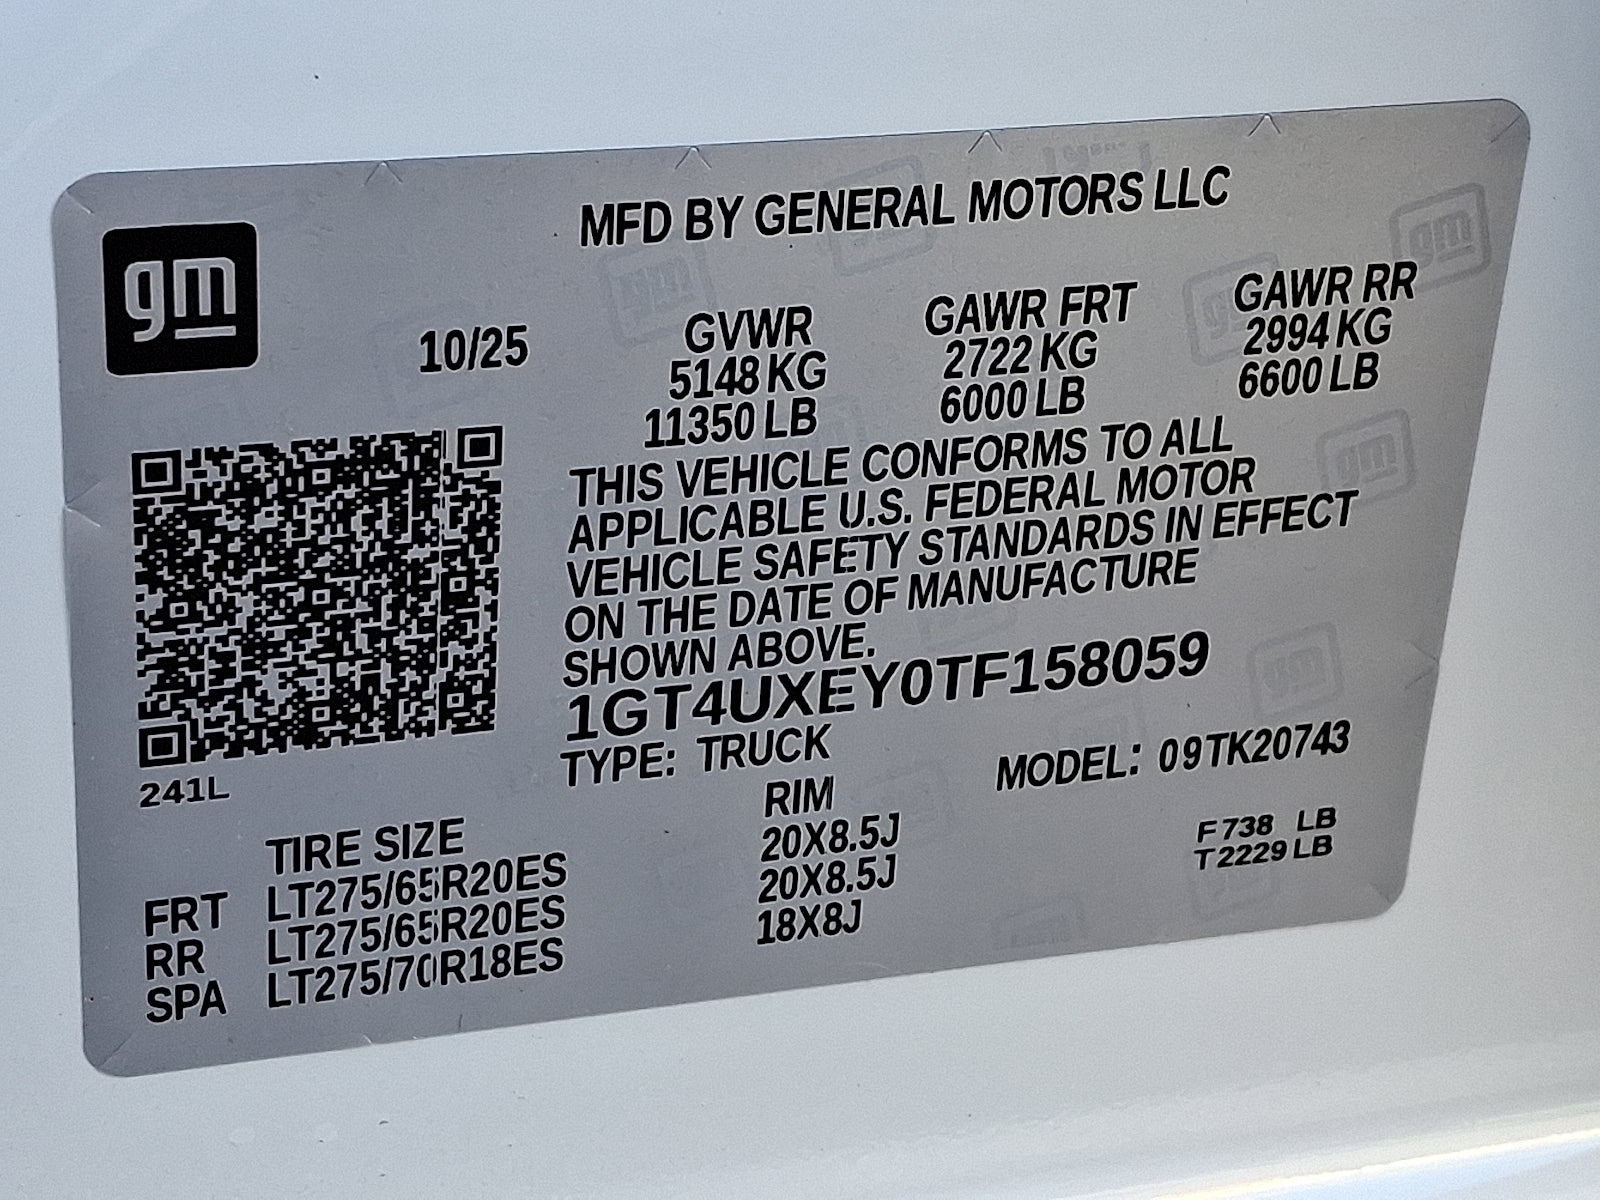 MFD BY GENERAL MOTORS LLC
gm
10/25
GVWR GAWR FRT GAWR RR
5148 KG 2722 KG 2994 KG
11350 LB 6000 LB 6600 LB
THIS VEHICLE CONFORMS TO ALL
APPLICABLE U.S. FEDERAL MOTOR
VEHICLE SAFETY STANDARDS IN EFFECT
ON THE DATE OF MANUFACTURE
SHOWN ABOVE.
1GT4UXEY0TF158059
TYPE: TRUCK MODEL: 09TK20743
241L
TIRE SIZE RIM
FRT LT275/65R20ES 20X8.5J
RR LT275/65R20ES 20X8.5J
SPA LT275/70R18ES 18X8J
F 738 LB
T 2229 LB